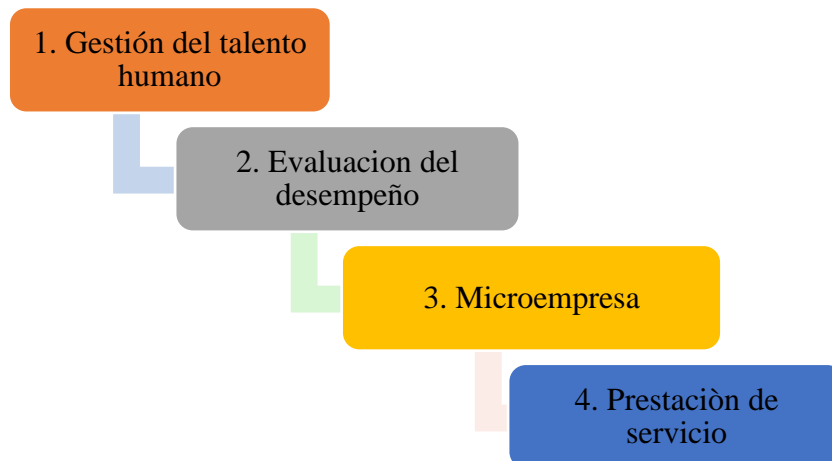 1. Gestión del talento
humano
2. Evaluacion del
desempeño
3. Microempresa
4. Prestaciòn de
servicio